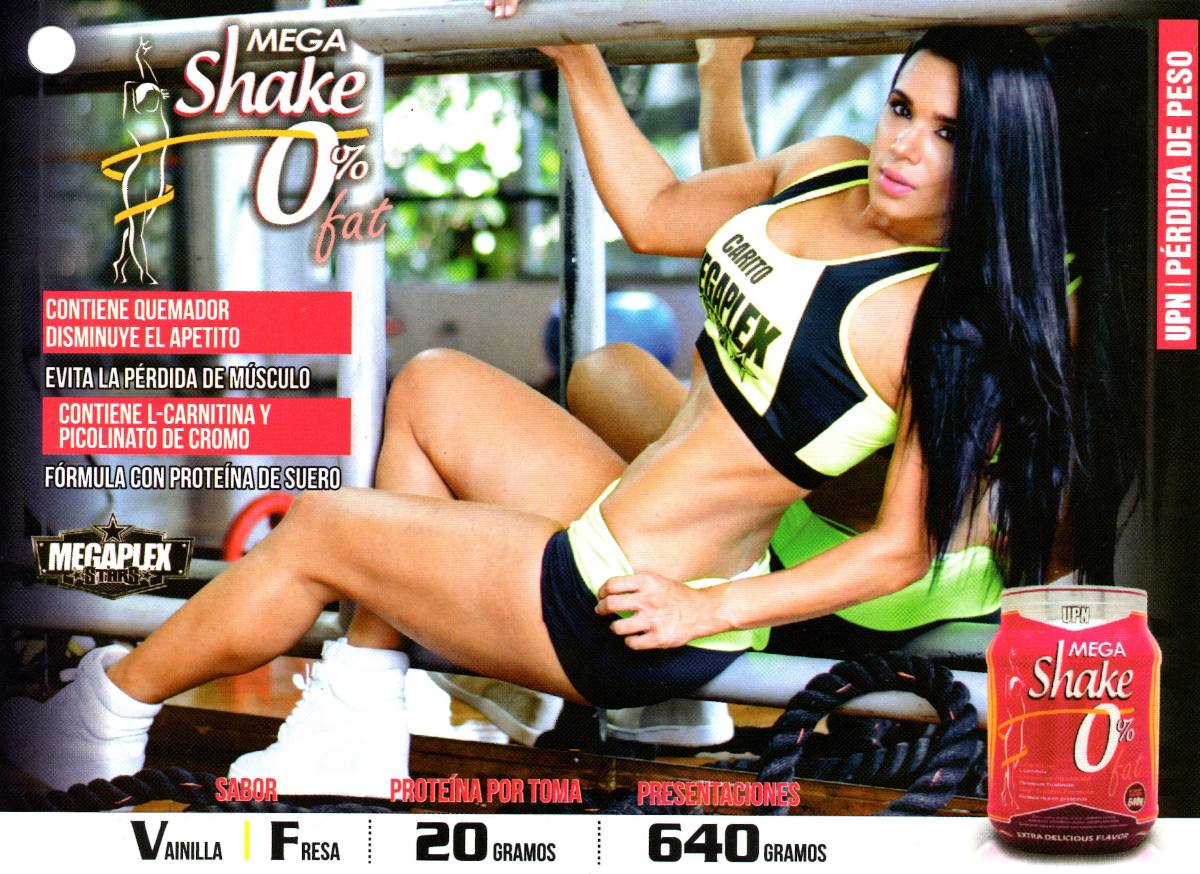 MEGA
Shake
0%
fat
CONTIENE QUEMADOR
DISMINUYE EL APETITO
EVITA LA PÉRDIDA DE MÚSCULO
CONTIENE L-CARNITINA Y
PICOLINATO DE CROMO
FÓRMULA CON PROTEÍNA DE SUERO
MEGAPLEX
STARS
UPN | PÉRDIDA DE PESO
CARITO
EGAPLEX
UPN
MEGA
Shake
0%
fat
640g
EXTRA DELICIOUS FLAVOR
SABOR
VAINILLA | FRESA
PROTEÍNA POR TOMA
20 GRAMOS
PRESENTACIONES
640 GRAMOS